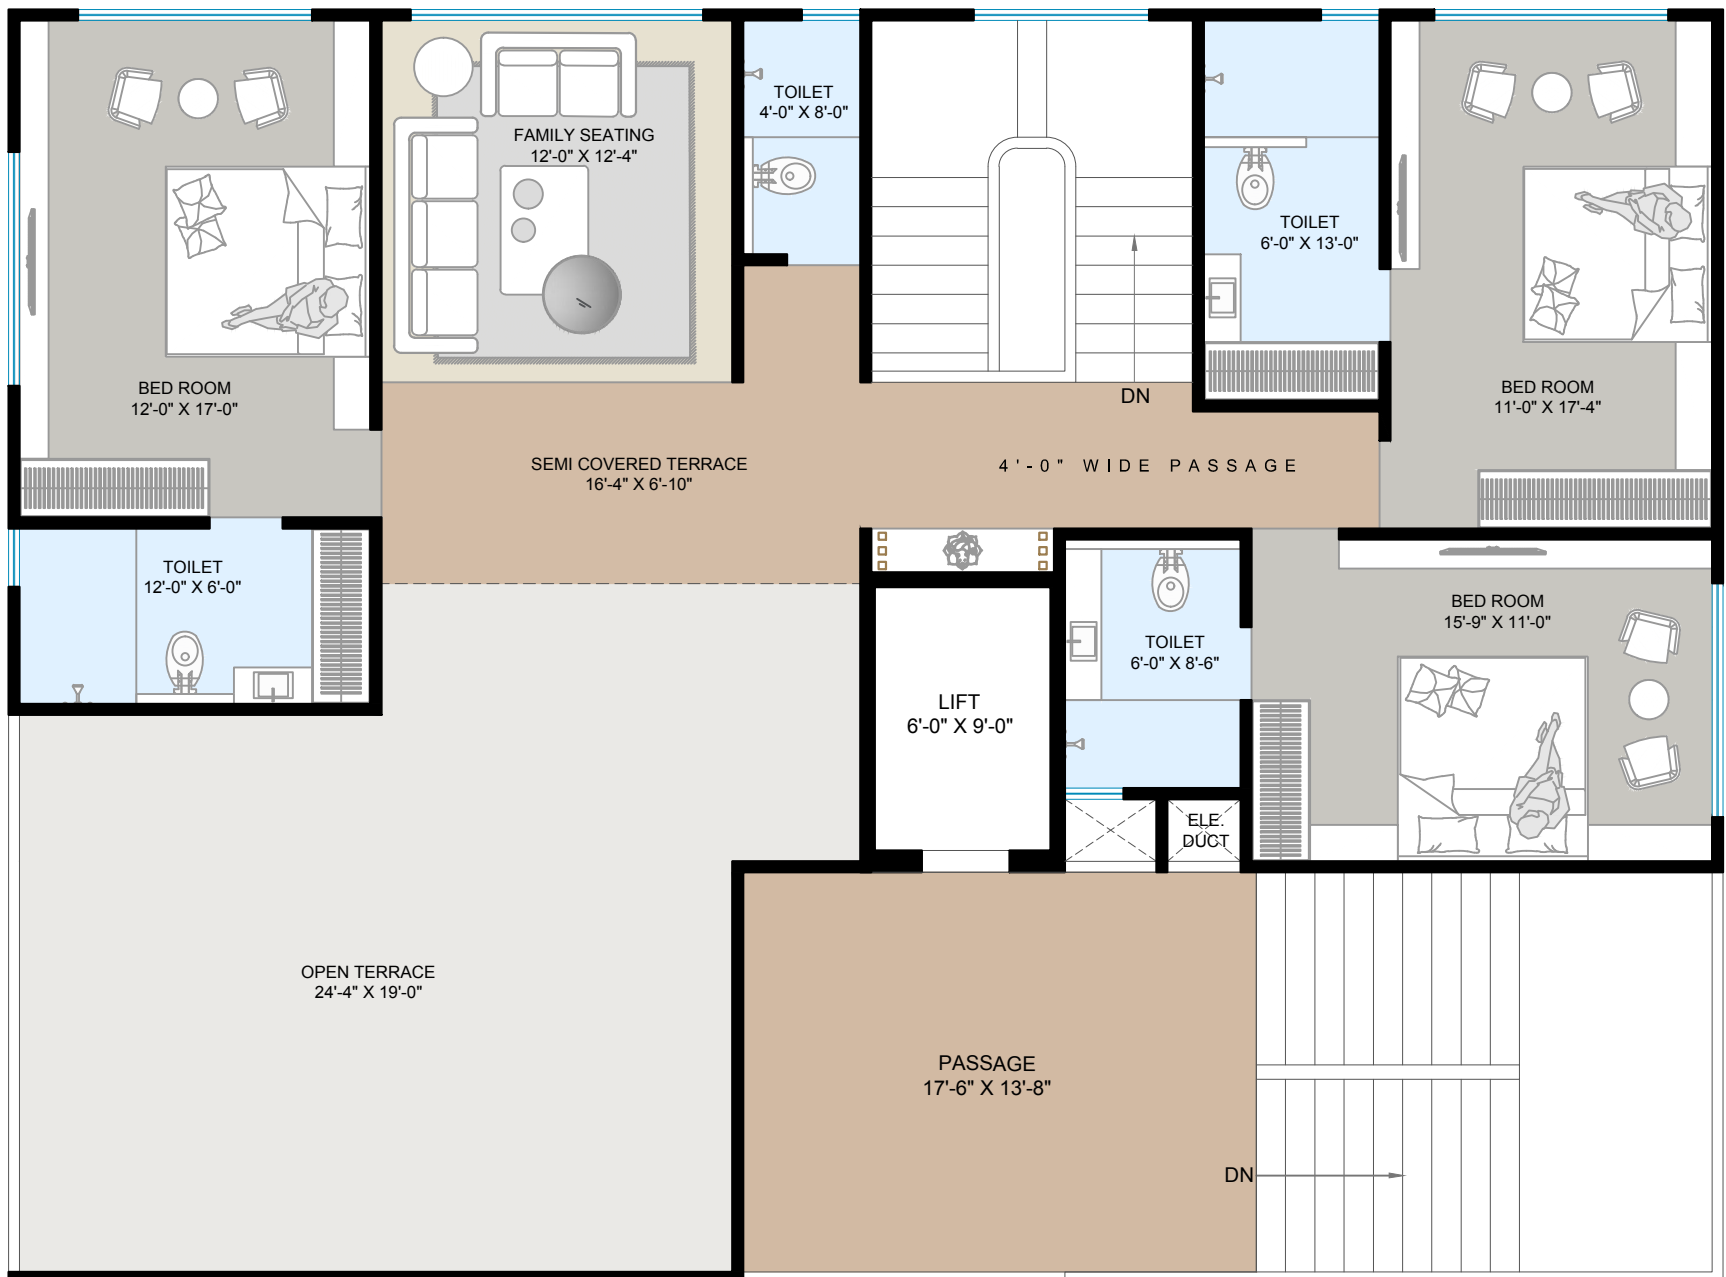 TOILET
4'-0" X 8'-0"
FAMILY SEATING
12'-0" X 12'-4"
TOILET
6'-0" X 13'-0"
BED ROOM
12'-0" X 17'-0"
DN
BED ROOM
11'-0" X 17'-4"
SEMI COVERED TERRACE
16'-4" X 6'-10"
4'-0" WIDE PASSAGE
TOILET
12'-0" X 6'-0"
BED ROOM
15'-9" X 11'-0"
TOILET
6'-0" X 8'-6"
LIFT
6'-0" X 9'-0"
ELE.
DUCT
OPEN TERRACE
24'-4" X 19'-0"
PASSAGE
17'-6" X 13'-8"
DN